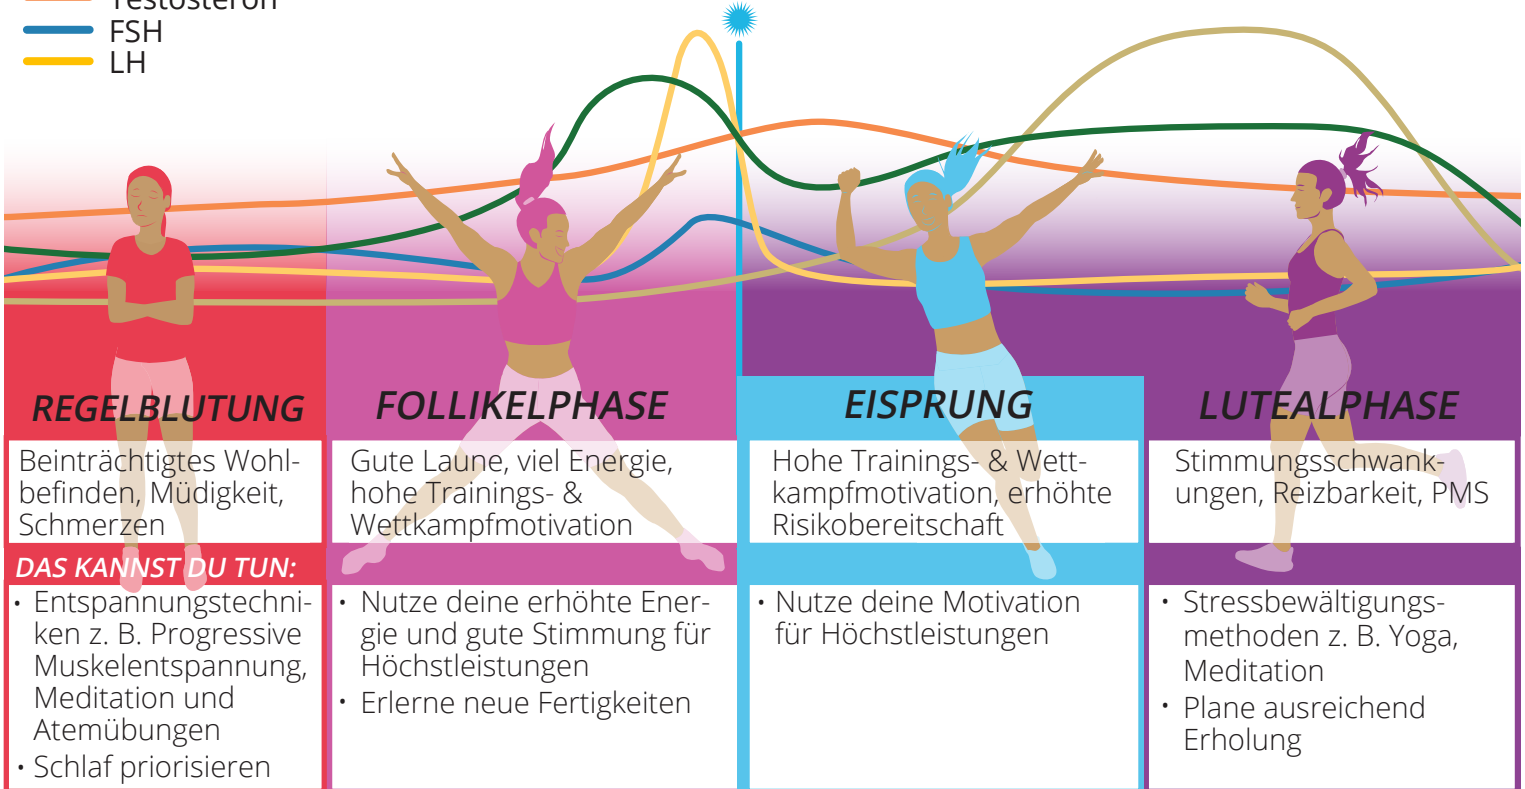 Testosteron
FSH
LH
REGELBLUTUNG
Beinträchtigtes Wohl-
befinden, Müdigkeit,
Schmerzen
DAS KANNST DU TUN:
• Entspannungstechni-
ken z. B. Progressive
Muskelentspannung,
Meditation und
Atemübungen
• Schlaf priorisieren
FOLLIKELPHASE
Gute Laune, viel Energie,
hohe Trainings- &
Wettkampfmotivation
• Nutze deine erhöhte Ener-
gie und gute Stimmung für
Höchstleistungen
• Erlerne neue Fertigkeiten
EISPRUNG
Hohe Trainings- & Wett-
kampfmotivation, erhöhte
Risikobereitschaft
• Nutze deine Motivation
für Höchstleistungen
LUTEALPHASE
Stimmungsschwank-
ungen, Reizbarkeit, PMS
• Stressbewältigungs-
methoden z. B. Yoga,
Meditation
• Plane ausreichend
Erholung